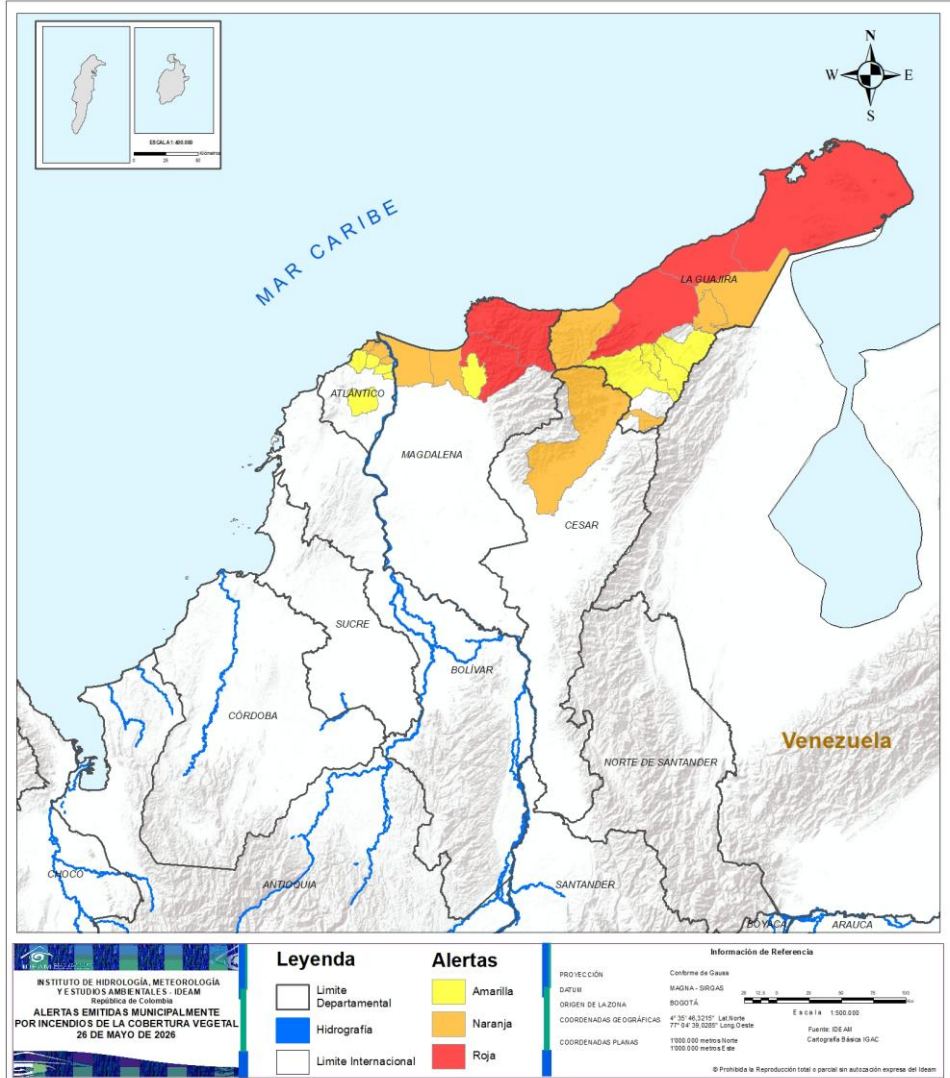 ESCALA 1: 400.000
Kilómetros
N
W
E
S
MAR CARIBE
LA GUAJIRA
ATLÁNTICO
MAGDALENA
CESAR
SUCRE
BOLÍVAR
CÓRDOBA
NORTE DE SANTANDER
Venezuela
CHOCÓ
ANTIOQUIA
SANTANDER
BOYACÁ
ARAUCA
IDEAM
INSTITUTO DE HIDROLOGÍA, METEOROLOGÍA
Y ESTUDIOS AMBIENTALES - IDEAM
República de Colombia
ALERTAS EMITIDAS MUNICIPALMENTE
POR INCENDIOS DE LA COBERTURA VEGETAL
26 DE MAYO DE 2026
Leyenda
Limite
Departamental
Hidrografía
Limite Internacional
Alertas
Amarilla
Naranja
Roja
Información de Referencia
PROYECCIÓN Conforme de Gauss
DATUM MAGNA - SIRGAS
ORIGEN DE LA ZONA BOGOTÁ
COORDENADAS GEOGRÁFICAS 4° 35' 46,3215" Lat.Norte
77° 04' 39,0285" Long.Oeste
COORDENADAS PLANAS 1'000.000 metros Norte
1'000.000 metros Este
Escala 1:500.000
Fuente: IDEAM
Cartografía Básica IGAC
© Prohibida la Reproducción total o parcial sin autozación expresa del Ideam